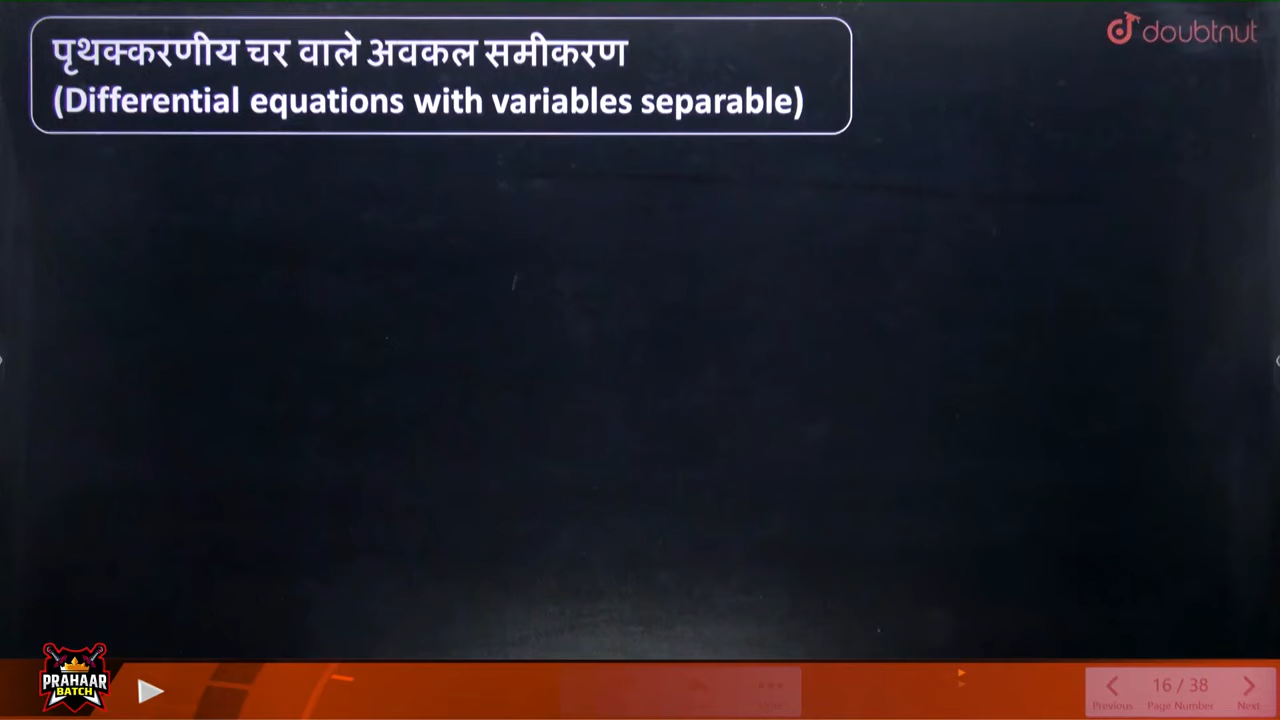 पृथक्करणीय चर वाले अवकल समीकरण
(Differential equations with variables separable)
doubtnut
PRAHAAR
BATCH
16 / 38
Previous Page Number Next